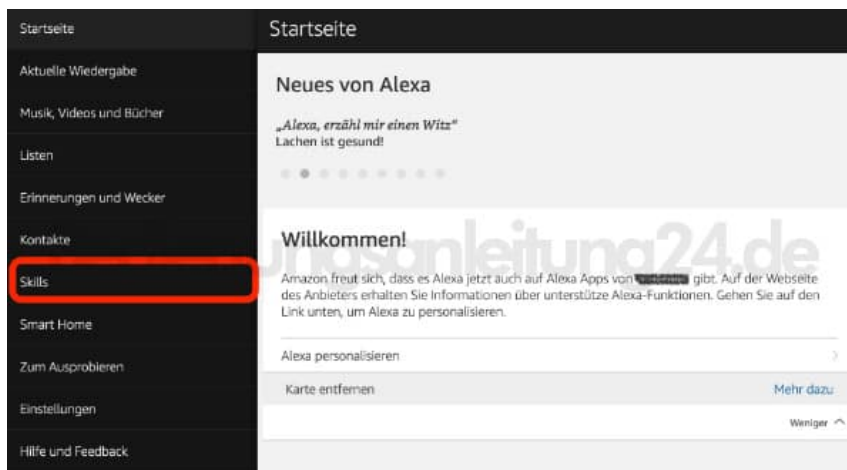 Startseite
Aktuelle Wiedergabe
Musik, Videos und Bücher
Listen
Erinnerungen und Wecker
Kontakte
Skills
Smart Home
Zum Ausprobieren
Einstellungen
Hilfe und Feedback
Startseite
Neues von Alexa
„Alexa, erzähl mir einen Witz“
Lachen ist gesund!
Willkommen!
ungsanleitung24.de
Amazon freut sich, dass es Alexa jetzt auch auf Alexa Apps von gibt. Auf der Webseite
des Anbieters erhalten Sie Informationen über unterstütze Alexa-Funktionen. Gehen Sie auf den
Link unten, um Alexa zu personalisieren.
Alexa personalisieren
Karte entfernen
Mehr dazu
Weniger